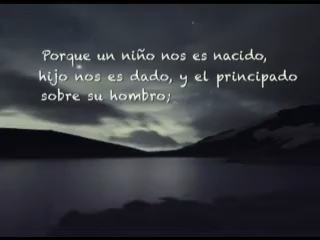 Porque un niño nos es nacido,
hijo nos es dado, y el principado
sobre su hombro;